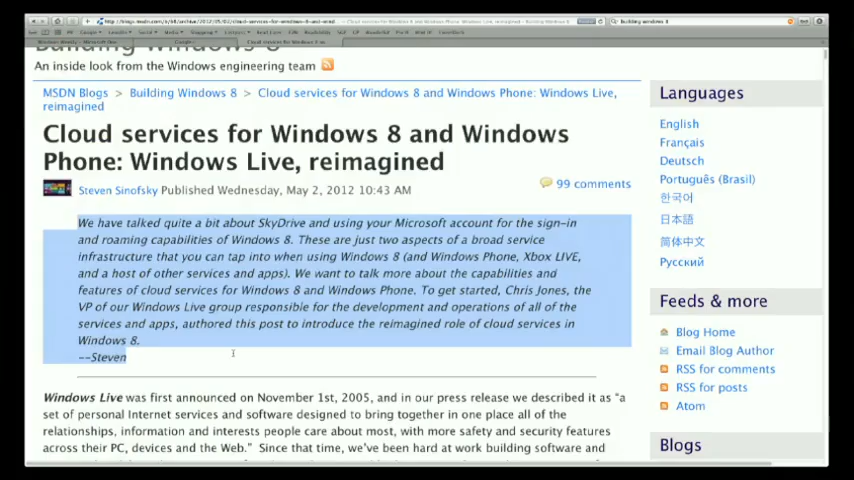 Building Windows 8
An inside look from the Windows engineering team
MSDN Blogs > Building Windows 8 > Cloud services for Windows 8 and Windows Phone: Windows Live,
reimagined
Cloud services for Windows 8 and Windows
Phone: Windows Live, reimagined
Steven Sinofsky Published Wednesday, May 2, 2012 10:43 AM
99 comments
We have talked quite a bit about SkyDrive and using your Microsoft account for the sign-in
and roaming capabilities of Windows 8. These are just two aspects of a broad service
infrastructure that you can tap into when using Windows 8 (and Windows Phone, Xbox LIVE,
and a host of other services and apps). We want to talk more about the capabilities and
features of cloud services for Windows 8 and Windows Phone. To get started, Chris Jones, the
VP of our Windows Live group responsible for the development and operations of all of the
services and apps, authored this post to introduce the reimagined role of cloud services in
Windows 8.
--Steven
Windows Live was first announced on November 1st, 2005, and in our press release we described it as "a
set of personal Internet services and software designed to bring together in one place all of the
relationships, information and interests people care about most, with more safety and security features
across their PC, devices and the Web." Since that time, we've been hard at work building software and
Languages
English
Français
Deutsch
Português (Brasil)
한국어
日本語
简体中文
Русский
Feeds & more
Blog Home
Email Blog Author
RSS for comments
RSS for posts
Atom
Blogs